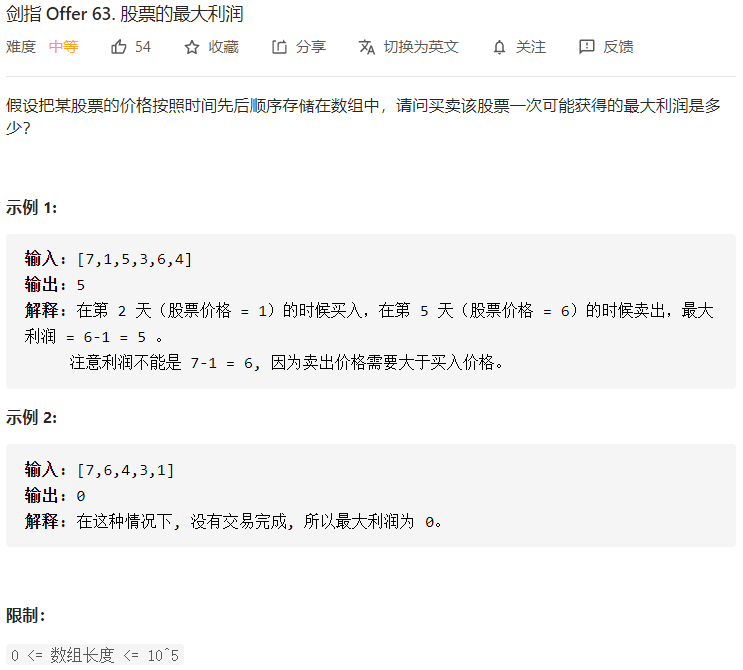 剑指 Offer 63. 股票的最大利润
难度 中等 54 收藏 分享 切换为英文 关注 反馈
假设把某股票的价格按照时间先后顺序存储在数组中，请问买卖该股票一次可能获得的最大利润是多
少？
示例 1:
输入: [7,1,5,3,6,4]
输出: 5
解释: 在第 2 天（股票价格 = 1）的时候买入，在第 5 天（股票价格 = 6）的时候卖出，最大
利润 = 6-1 = 5 。
注意利润不能是 7-1 = 6, 因为卖出价格需要大于买入价格。
示例 2:
输入: [7,6,4,3,1]
输出: 0
解释: 在这种情况下, 没有交易完成, 所以最大利润为 0。
限制：
0 <= 数组长度 <= 10^5